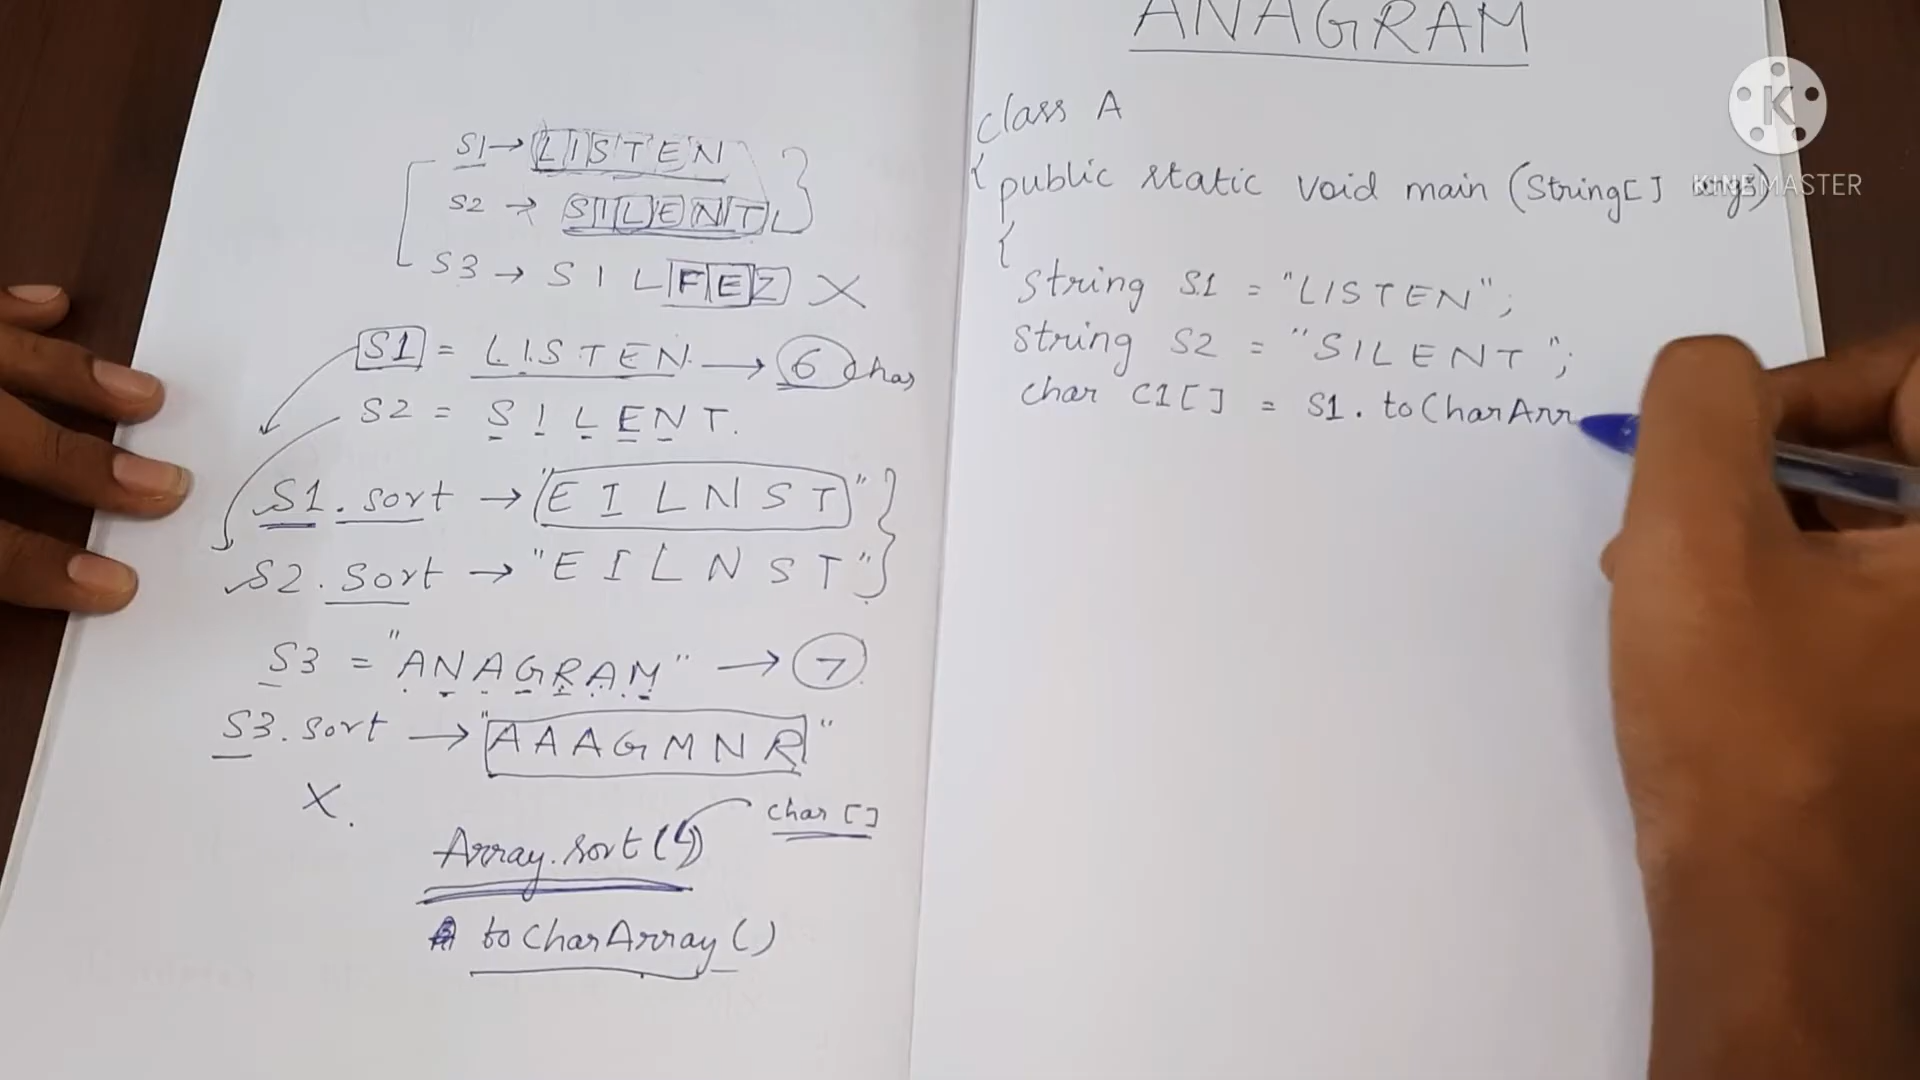 S1 → LISTEN
S2 → SILENT
S3 → SILFEZ X
S1 = LISTEN → 6 char
S2 = SILENT.
S1.sort → "EILNST"
S2.sort → "EILNST"
S3 = "ANAGRAM" → 7
S3.sort → "AAAGMNR"
X.
char []
Array.sort( )
toCharArray()
ANAGRAM
class A
{ public static void main (String[] args)
{
String S1 = "LISTEN";
String S2 = "SILENT";
char C1[] = S1.toCharArr
K
KINEMASTER